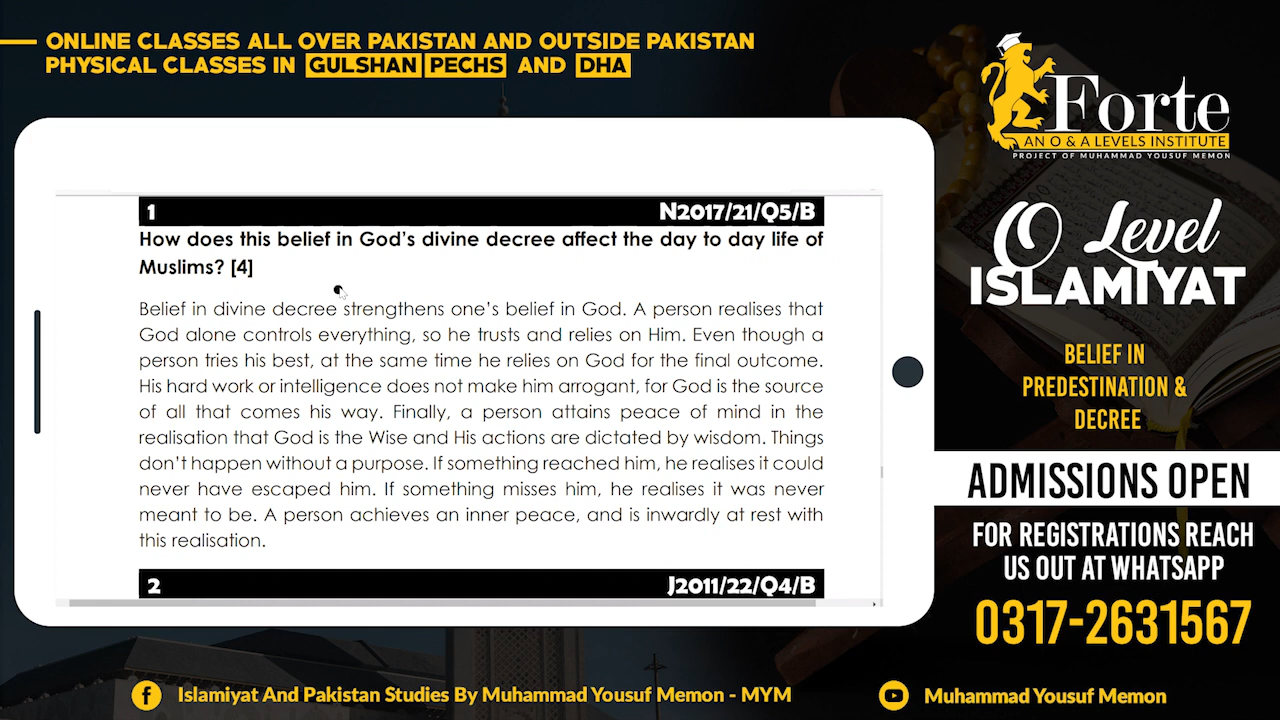 ONLINE CLASSES ALL OVER PAKISTAN AND OUTSIDE PAKISTAN
PHYSICAL CLASSES IN GULSHAN PECHS AND DHA
Forte
AN O & A LEVELS INSTITUTE
PROJECT OF MUHAMMAD YOUSUF MEMON
1 N2017/21/Q5/B
How does this belief in God's divine decree affect the day to day life of
Muslims? [4]
Belief in divine decree strengthens one's belief in God. A person realises that
God alone controls everything, so he trusts and relies on Him. Even though a
person tries his best, at the same time he relies on God for the final outcome.
His hard work or intelligence does not make him arrogant, for God is the source
of all that comes his way. Finally, a person attains peace of mind in the
realisation that God is the Wise and His actions are dictated by wisdom. Things
don't happen without a purpose. If something reached him, he realises it could
never have escaped him. If something misses him, he realises it was never
meant to be. A person achieves an inner peace, and is inwardly at rest with
this realisation.
2 J2011/22/Q4/B
O Level
ISLAMIYAT
BELIEF IN
PREDESTINATION &
DECREE
ADMISSIONS OPEN
FOR REGISTRATIONS REACH
US OUT AT WHATSAPP
0317-2631567
Islamiyat And Pakistan Studies By Muhammad Yousuf Memon - MYM
Muhammad Yousuf Memon